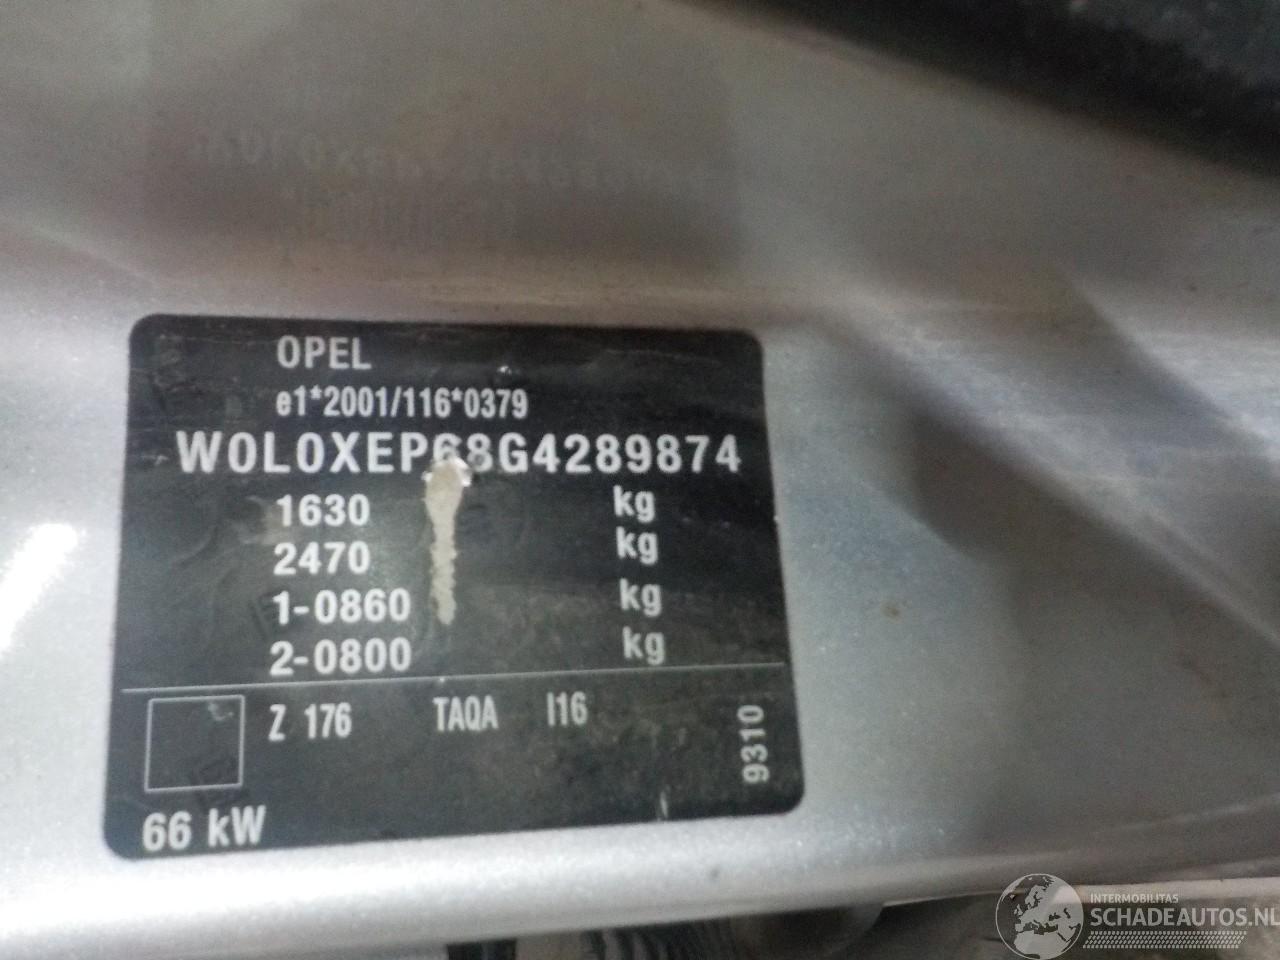 OPEL
e1*2001/116*0379
W0L0XEP68G4289874
1630 kg
2470 kg
1-0860 kg
2-0800 kg
Z 176 TAQA I16
9310
66 kW
INTERMOBILITAS
SCHADEAUTOS.NL